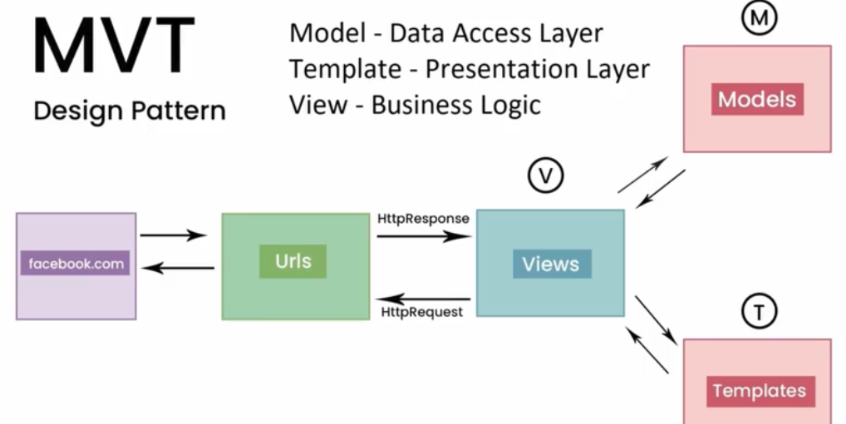 MVT
Design Pattern
Model - Data Access Layer
Template - Presentation Layer
View - Business Logic
M
Models
V
facebook.com
Urls
HttpResponse
HttpRequest
Views
T
Templates